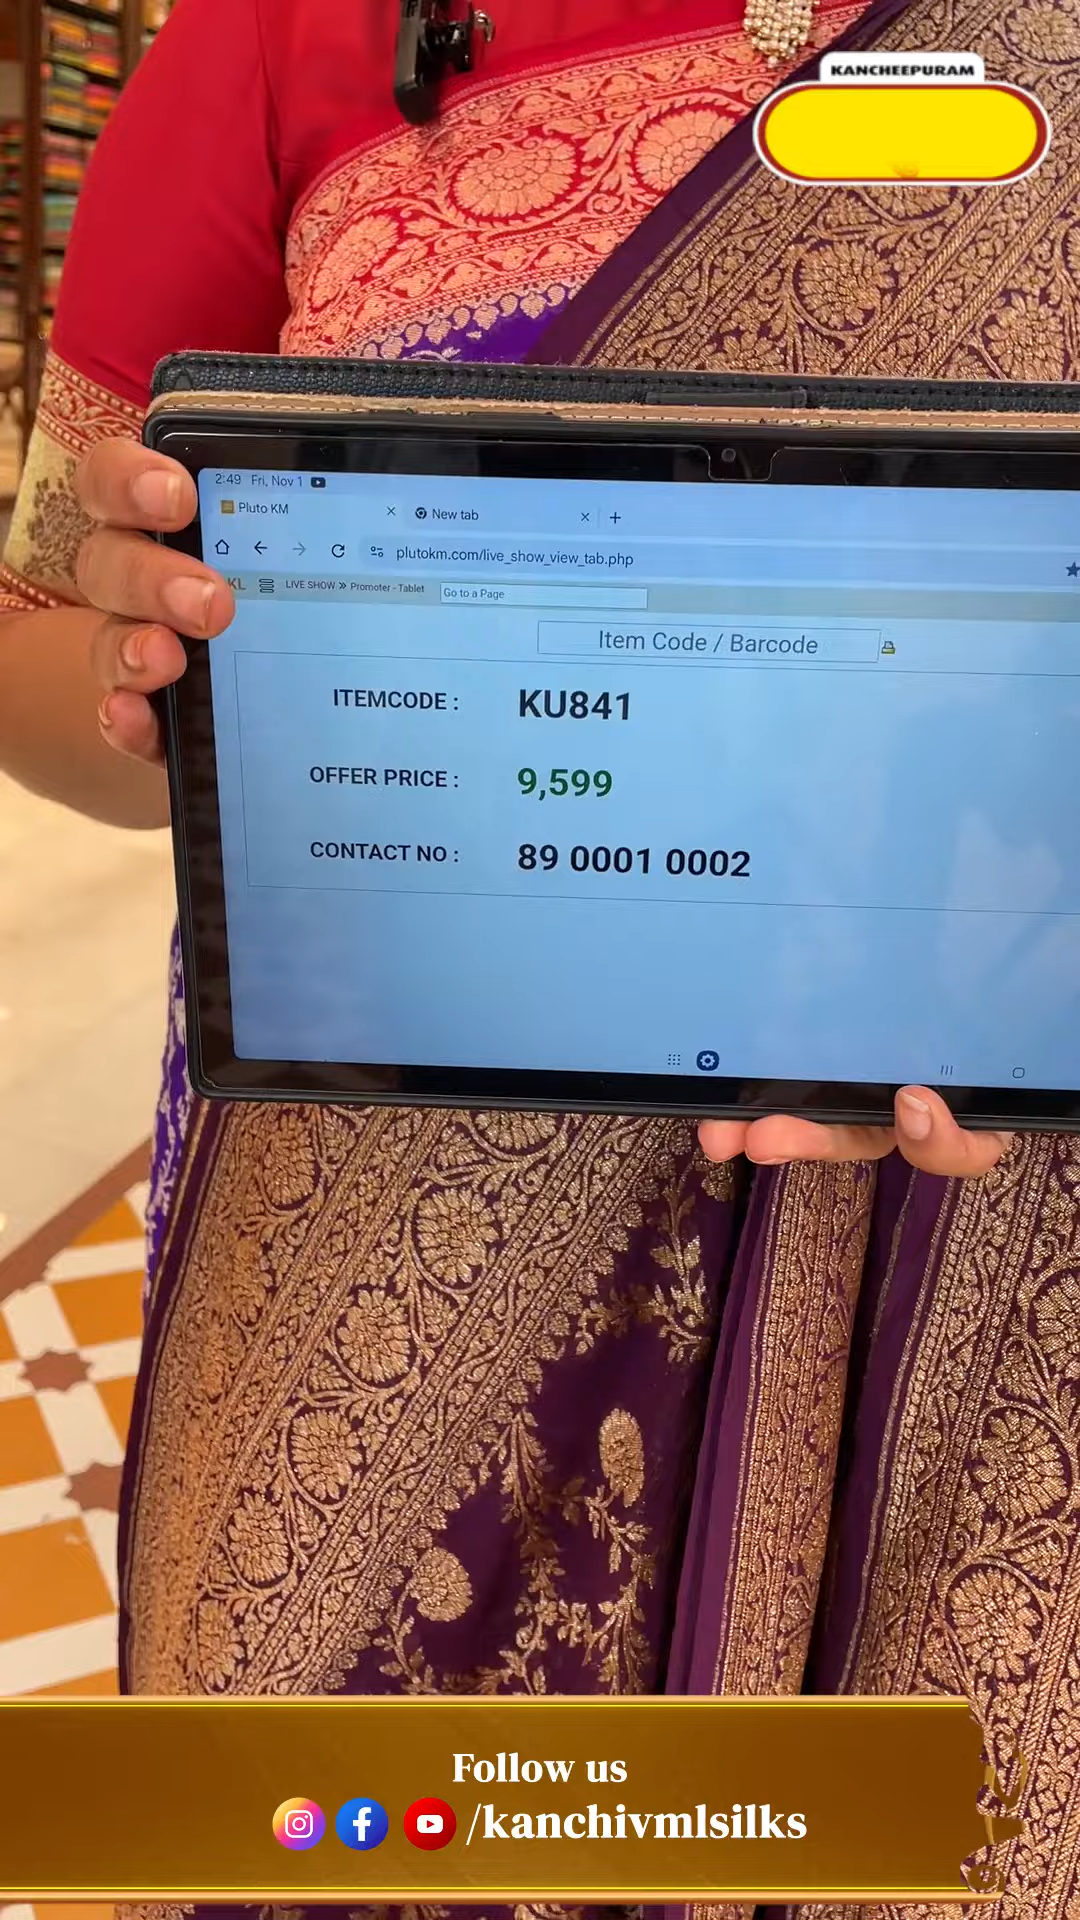 KANCHEEPURAM
2:49 Fri, Nov 1
Pluto KM
New tab
plutokm.com/live_show_view_tab.php
KL
LIVE SHOW » Promoter - Tablet
Go to a Page
Item Code / Barcode
ITEMCODE : KU841
OFFER PRICE : 9,599
CONTACT NO : 89 0001 0002
Follow us
/kanchivmlsilks